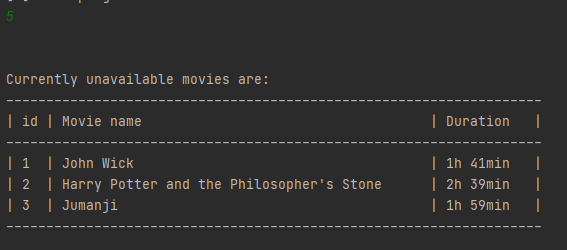 5
Currently unavailable movies are:
-------------------------------------------------------------------
| id | Movie name                                    | Duration   |
-------------------------------------------------------------------
| 1  | John Wick                                     | 1h 41min   |
| 2  | Harry Potter and the Philosopher's Stone      | 2h 39min   |
| 3  | Jumanji                                       | 1h 59min   |
-------------------------------------------------------------------